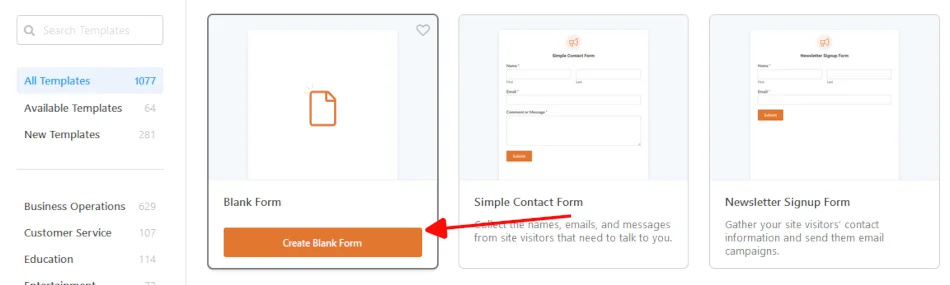 Search Templates
All Templates 1077
Available Templates 64
New Templates 281
Business Operations 629
Customer Service 107
Education 114
Entertainment 73
Blank Form
Create Blank Form
Simple Contact Form
Name *
First Last
Email *
Comment or Message *
Submit
Simple Contact Form
Collect the names, emails, and messages
from site visitors that need to talk to you.
Newsletter Signup Form
Name *
First Last
Email *
Submit
Newsletter Signup Form
Gather your site visitors' contact
information and send them email
campaigns.